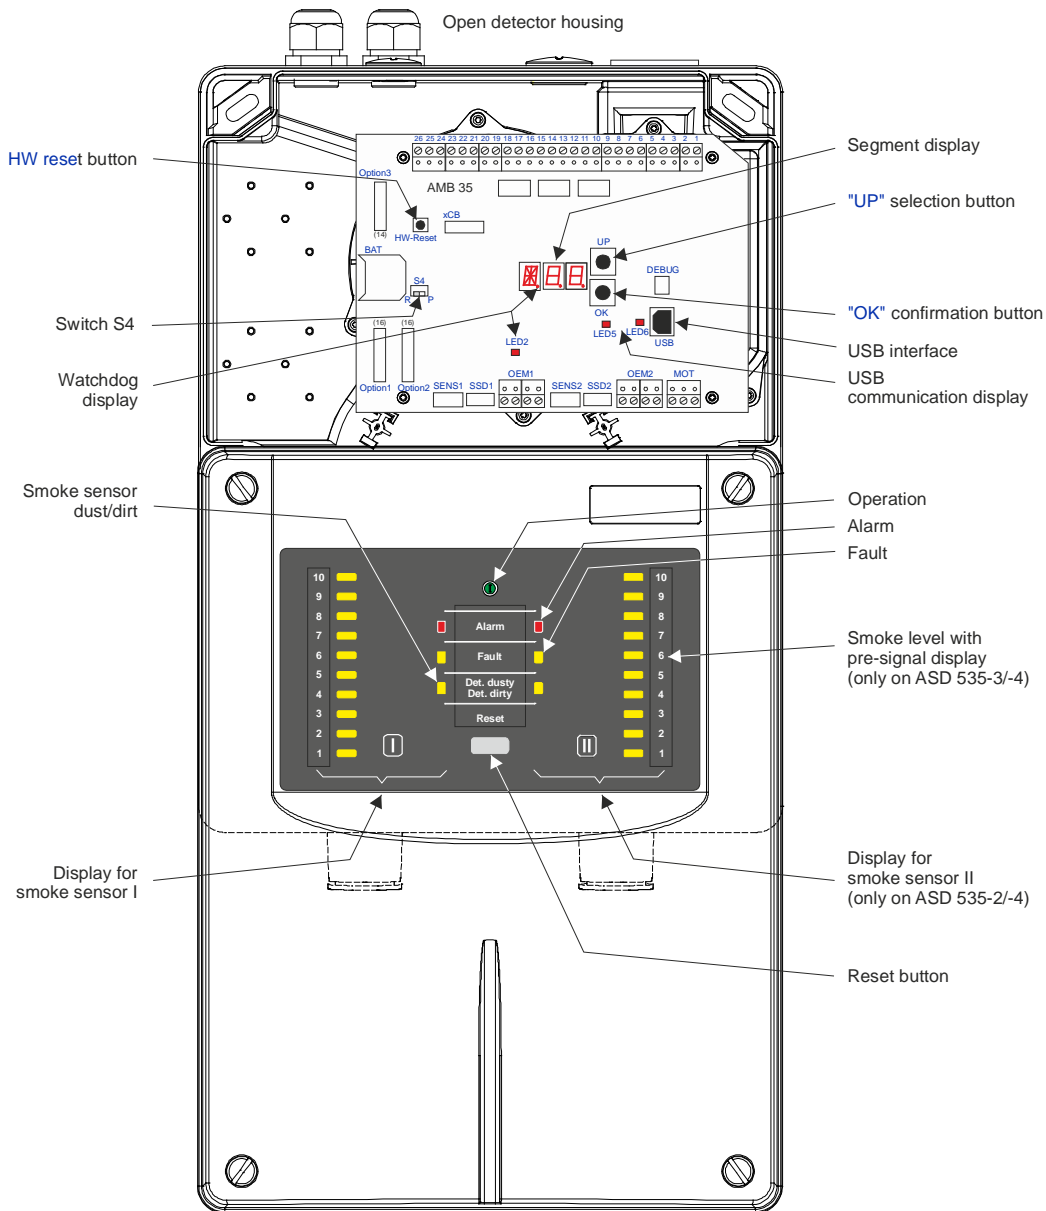 Open detector housing
HW reset button
Segment display
"UP" selection button
Switch S4
"OK" confirmation button
USB interface
USB
communication display
Watchdog
display
26 25 24 23 22 21 20 19 18 17 16 15 14 13 12 11 10 9 8 7 6 5 4 3 2 1
Option3
AMB 35
(14)
HW-Reset
xCB
UP
BAT
DEBUG
S4
R P
OK
LED5
LED6
USB
(16) (16)
LED2
Option1 Option2
SENS1 SSD1 OEM1 SENS2 SSD2 OEM2 MOT
Smoke sensor
dust/dirt
Operation
Alarm
Fault
10
9
8
7
6
5
4
3
2
1
Alarm
Fault
Det. dusty
Det. dirty
Reset
I
II
10
9
8
7
6
5
4
3
2
1
Smoke level with
pre-signal display
(only on ASD 535-3/-4)
Display for
smoke sensor I
Display for
smoke sensor II
(only on ASD 535-2/-4)
Reset button